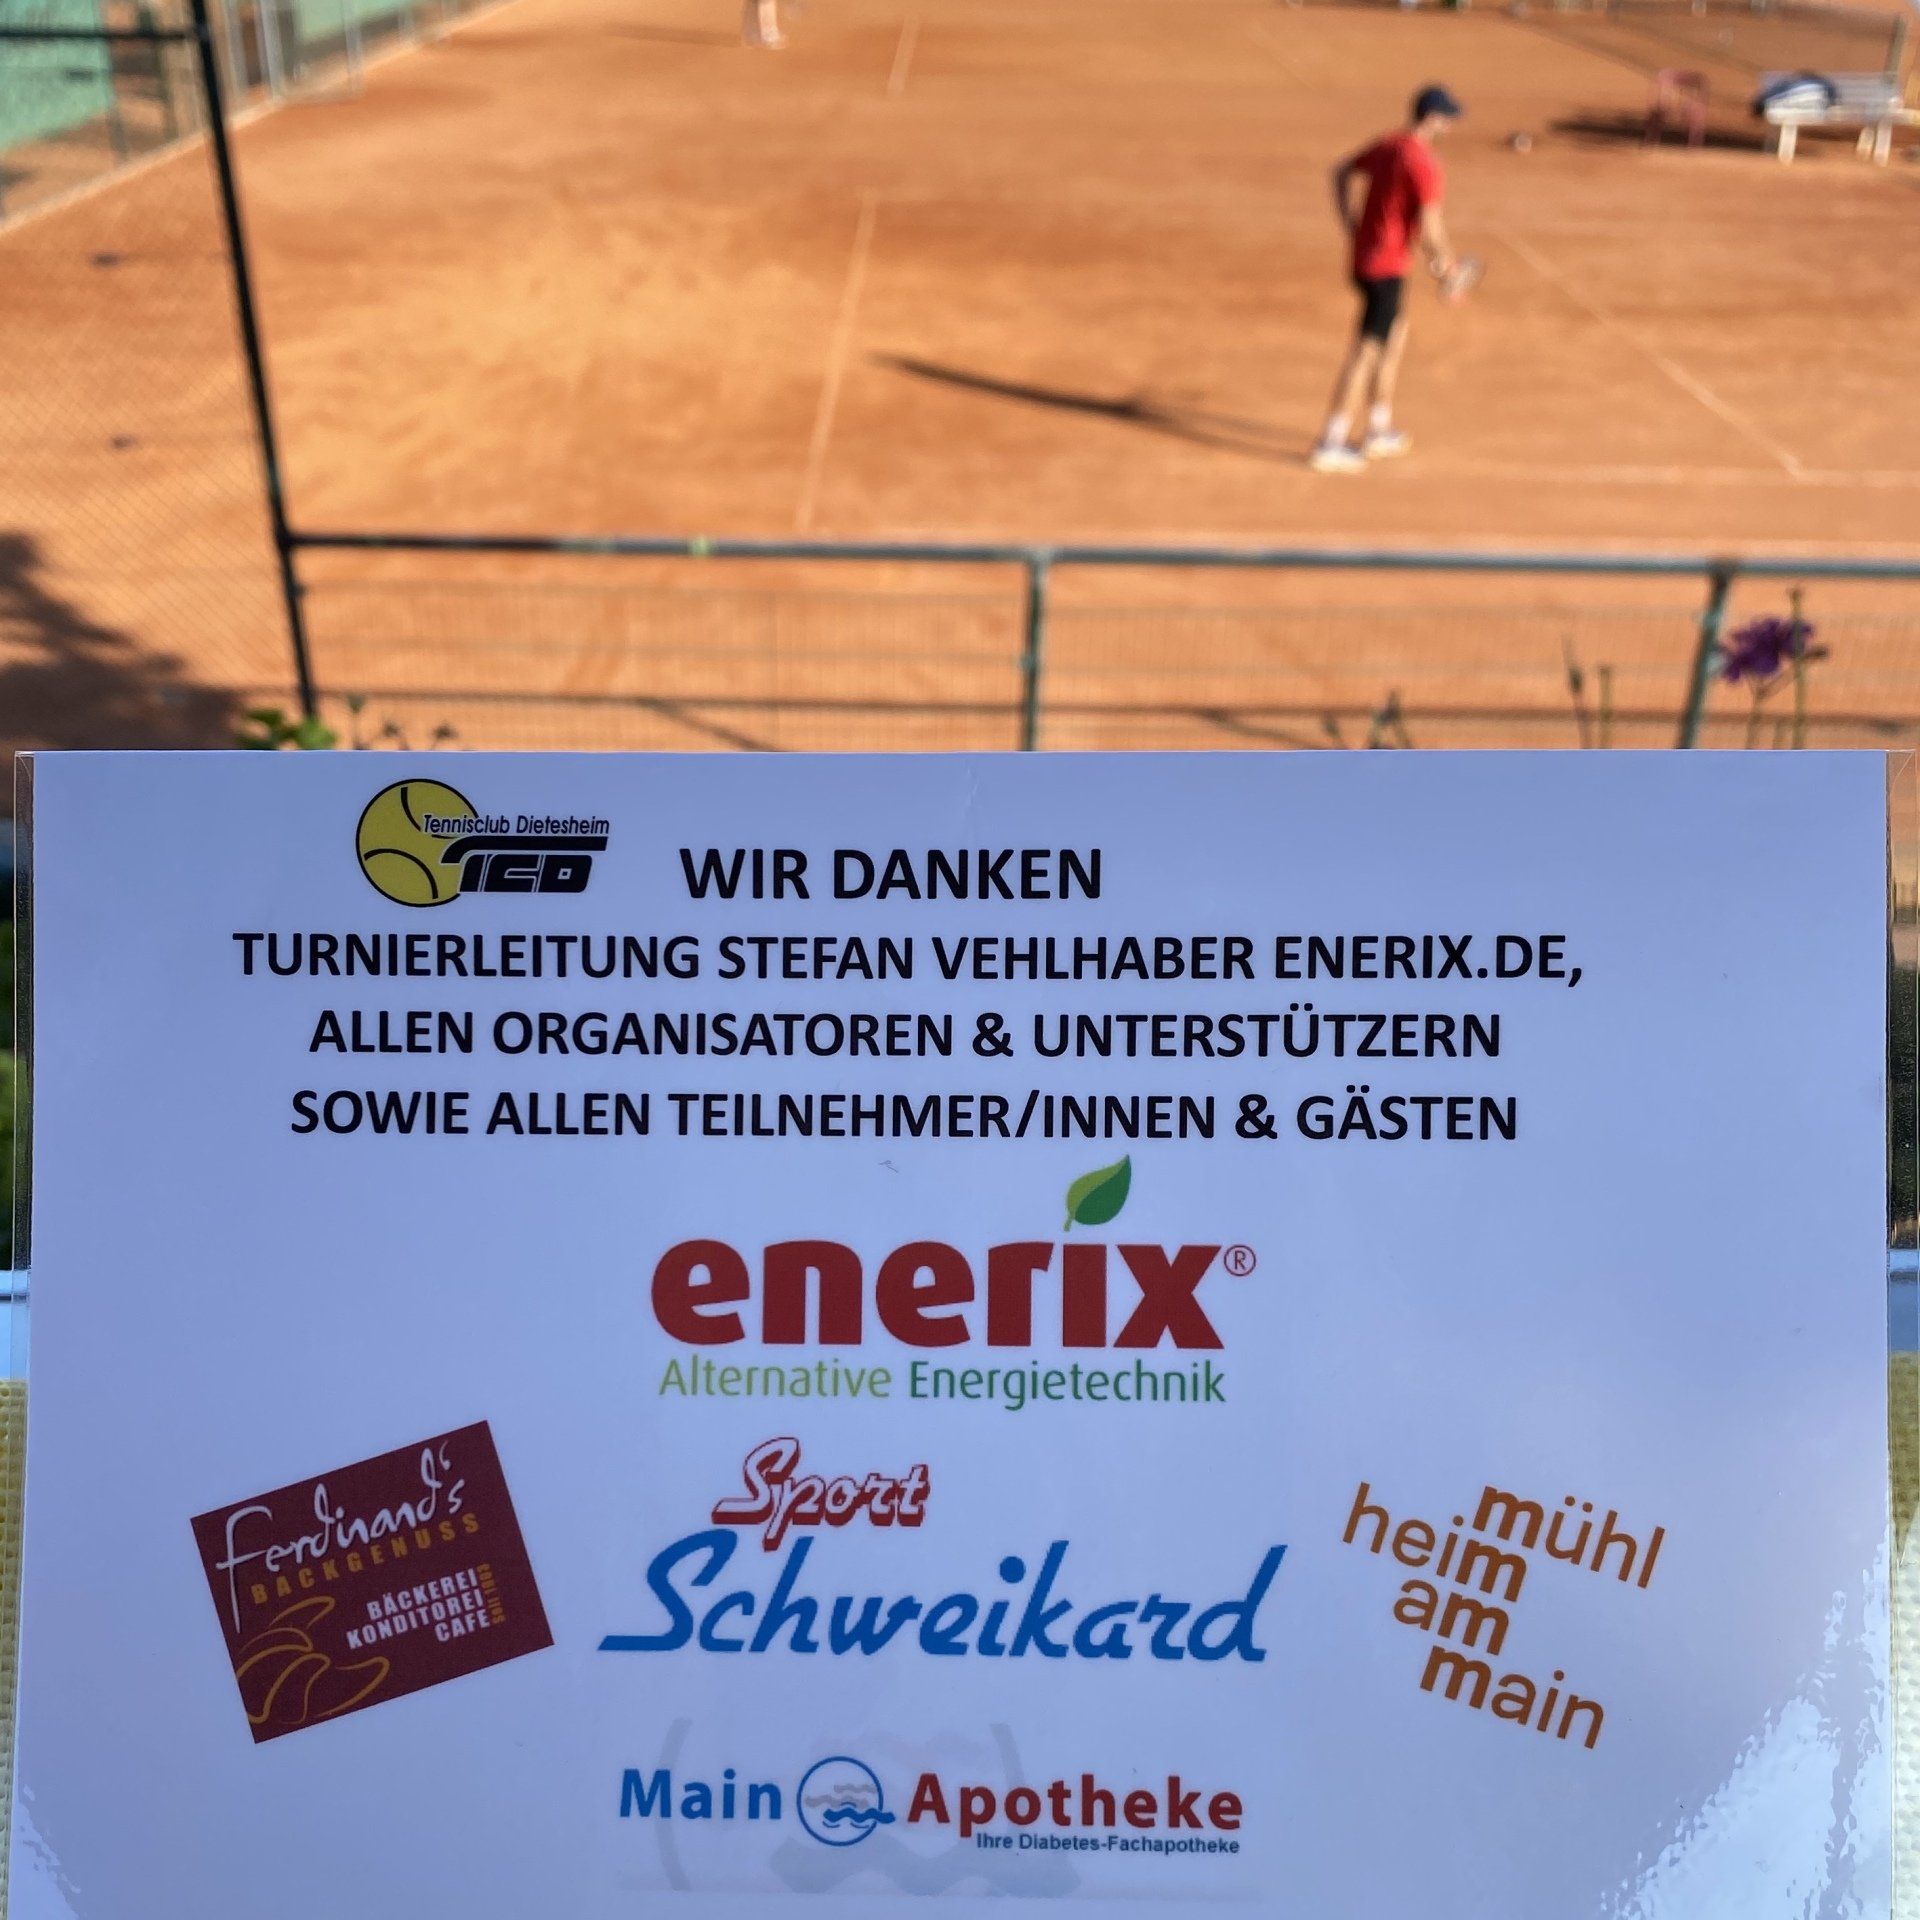 Tennisclub Dietesheim
TCD
WIR DANKEN
TURNIERLEITUNG STEFAN VEHLHABER ENERIX.DE,
ALLEN ORGANISATOREN & UNTERSTÜTZERN
SOWIE ALLEN TEILNEHMER/INNEN & GÄSTEN
enerix®
Alternative Energietechnik
Ferdinand's
BACKGENUSS
BÄCKEREI
KONDITOREI
CAFE
Sport
Schweikard
mühl
heim
am
main
Main Apotheke
Ihre Diabetes-Fachapotheke